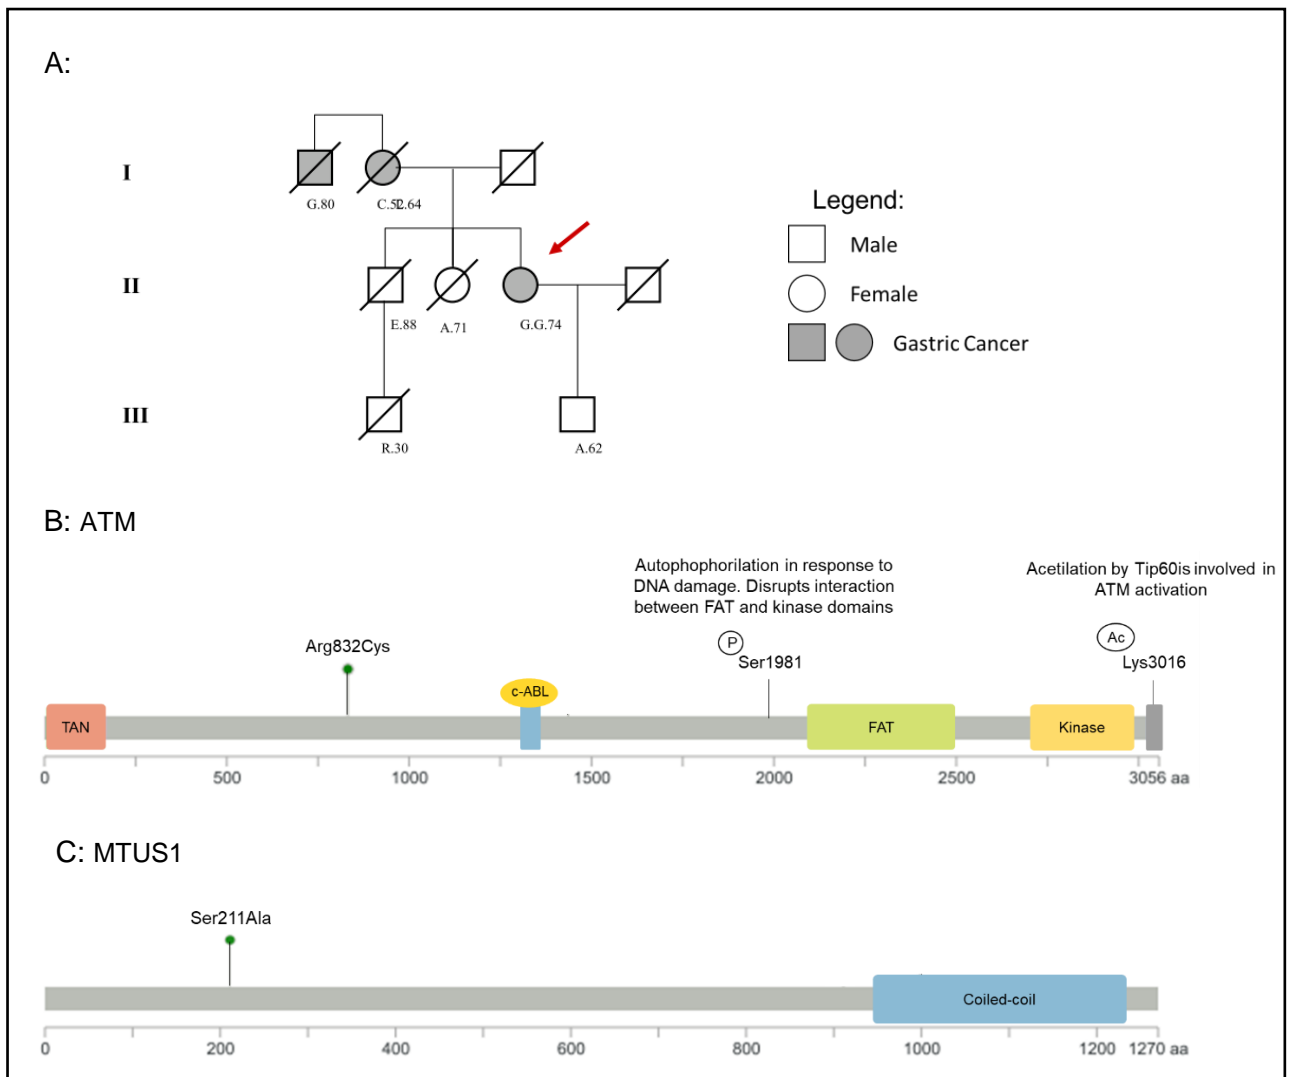 A:
I
G.80
Legend:
Male
II
Female
E.88
A.71
G.G.74
Gastric Cancer
III
R.30
A.62
B: ATM
Autophophorilation in response to
DNA damage. Disrupts interaction
between FAT and kinase domains
Acetilation by Tip60is involved in
ATM activation
Arg832Cys
P
Ser1981
Ac
Lys3016
c-ABL
TAN
FAT
Kinase
0 500 1000 1500 2000 2500 3056 aa
C: MTUS1
Ser211Ala
Coiled-coil
0 200 400 600 800 1000 1200 1270 aa